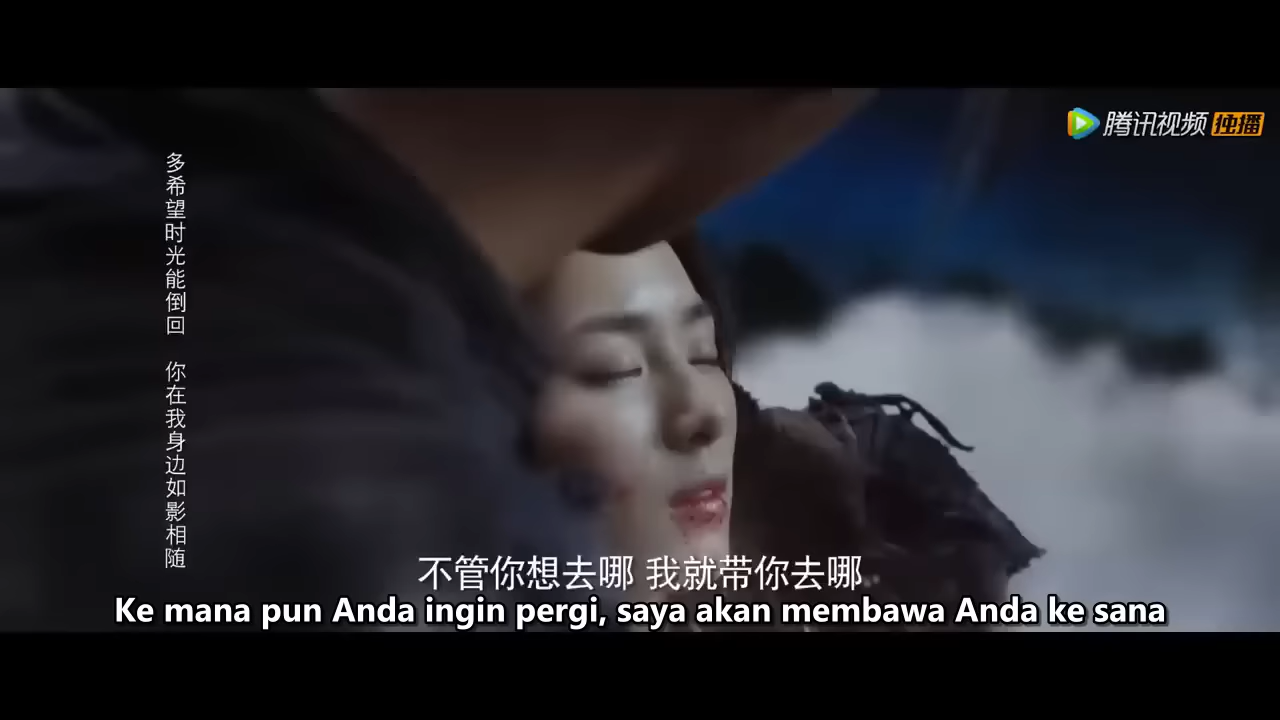 腾讯视频 独播
多希望时光能倒回 你在我身边如影相随
不管你想去哪 我就带你去哪
Ke mana pun Anda ingin pergi, saya akan membawa Anda ke sana